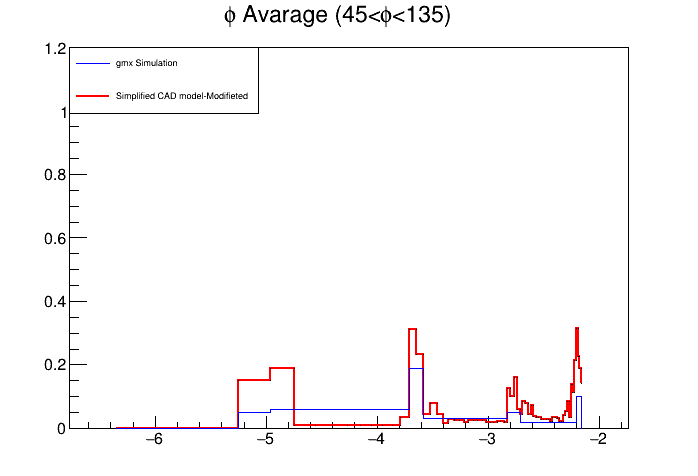 ϕ Avarage (45<ϕ<135)
gmx Simulation
Simplified CAD model-Modifieted
1.2
1
0.8
0.6
0.4
0.2
0
−6 −5 −4 −3 −2